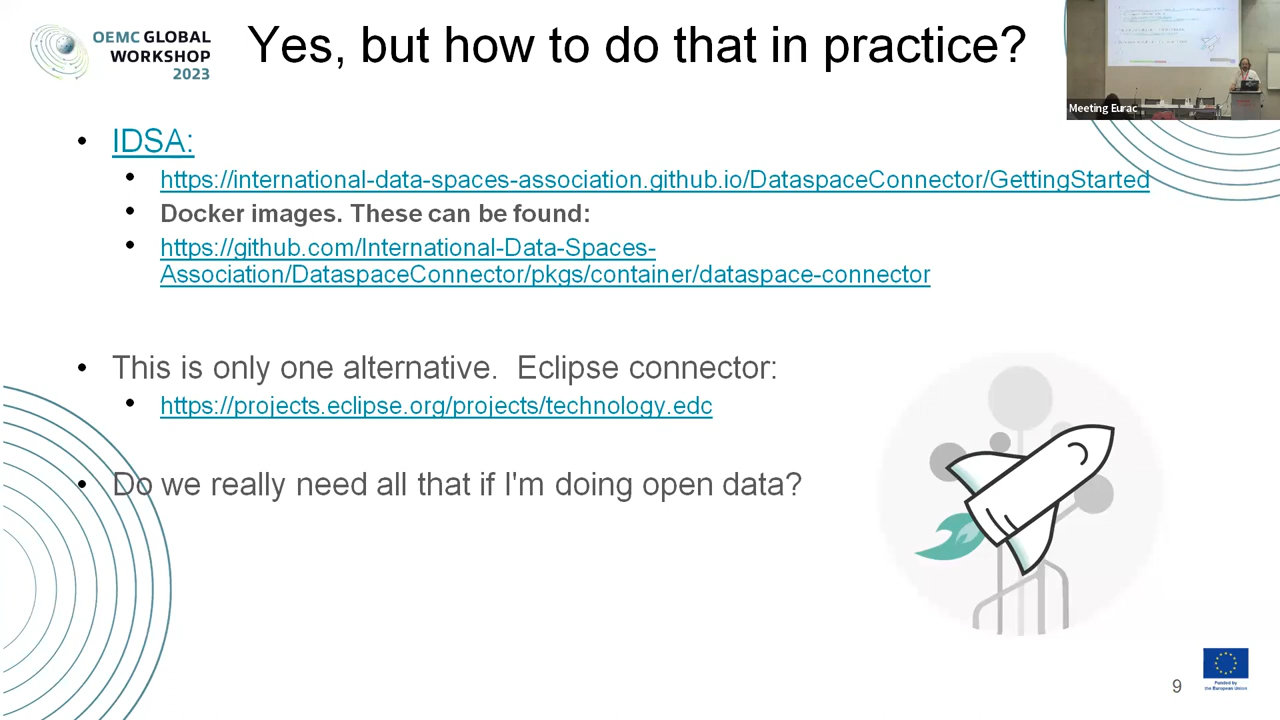 OEMC GLOBAL
WORKSHOP
2023
Yes, but how to do that in practice?
Meeting Eurac
IDSA:
https://international-data-spaces-association.github.io/DataspaceConnector/GettingStarted
Docker images. These can be found:
https://github.com/International-Data-Spaces-
Association/DataspaceConnector/pkgs/container/dataspace-connector
This is only one alternative.  Eclipse connector:
https://projects.eclipse.org/projects/technology.edc
Do we really need all that if I'm doing open data?
9
Funded by
the European Union